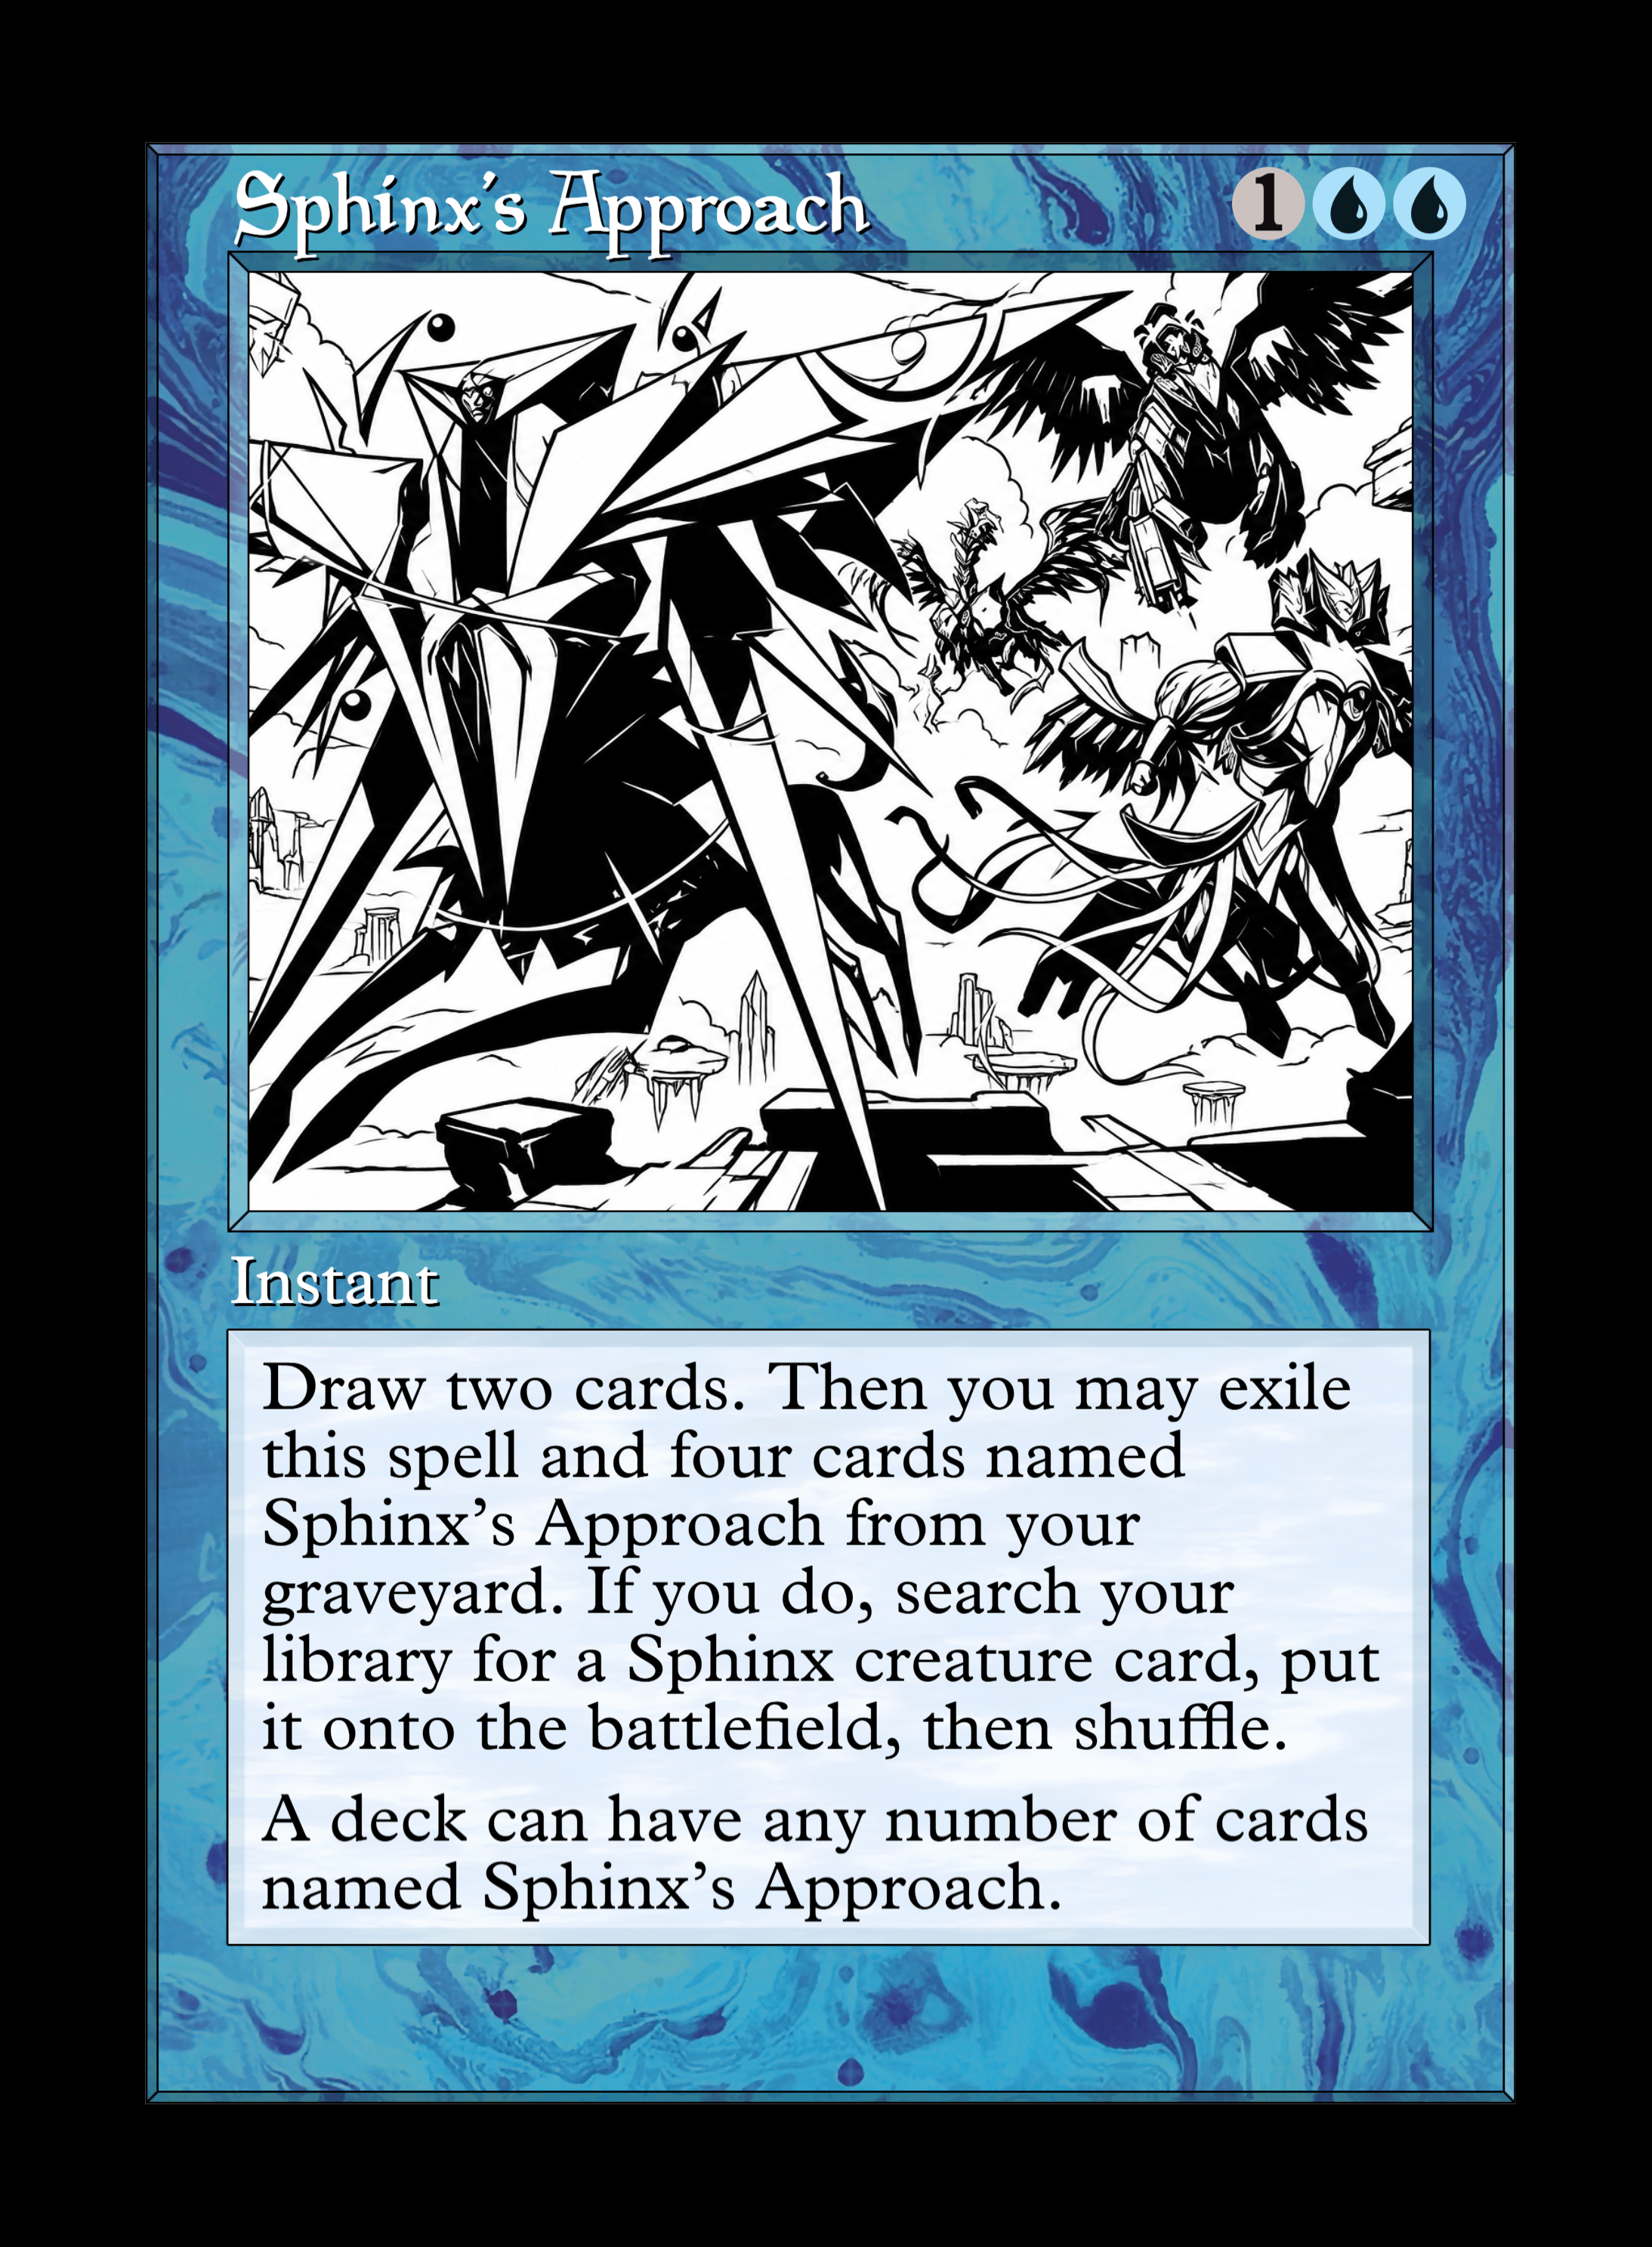 Sphinx’s Approach 1
Instant
Draw two cards. Then you may exile
this spell and four cards named
Sphinx’s Approach from your
graveyard. If you do, search your
library for a Sphinx creature card, put
it onto the battlefield, then shuffle.
A deck can have any number of cards
named Sphinx’s Approach.